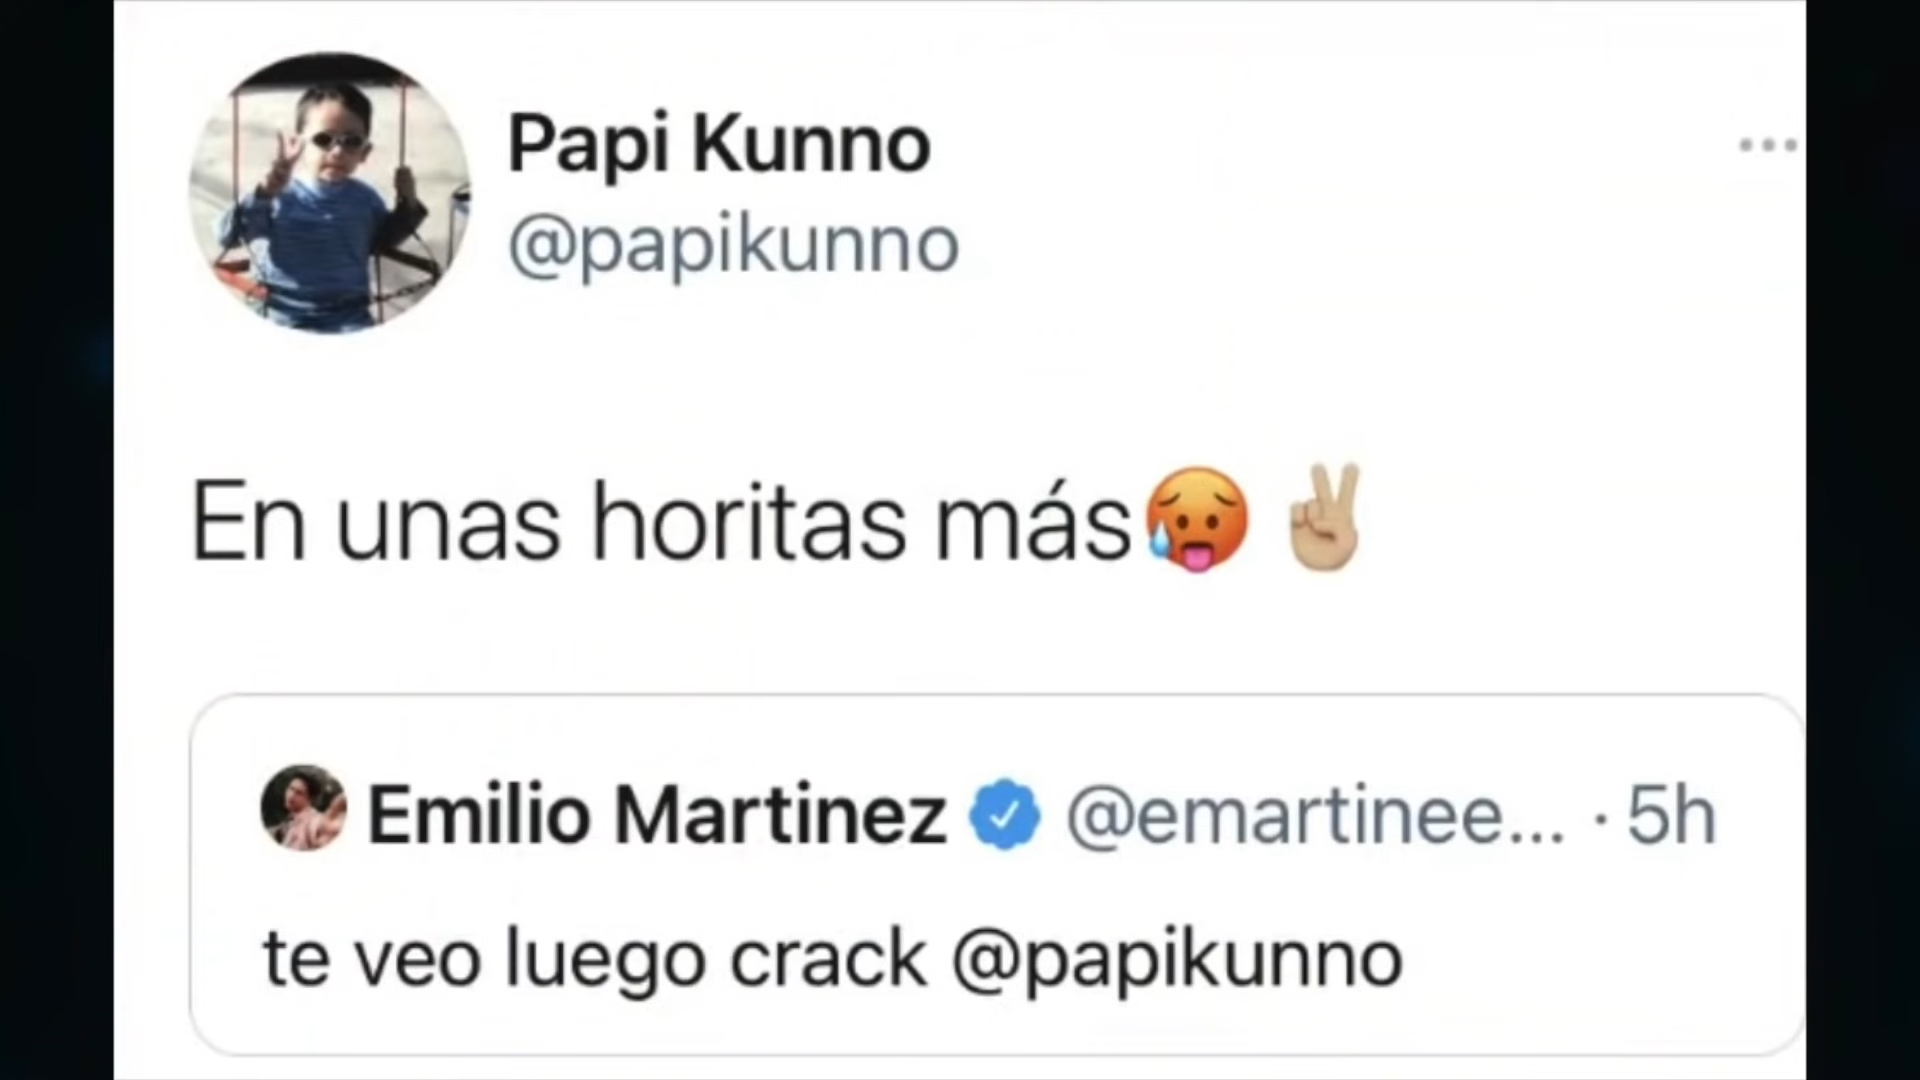 Papi Kunno
@papikunno
En unas horitas más🥵✌🏼
Emilio Martinez @emartinee... · 5h
te veo luego crack @papikunno